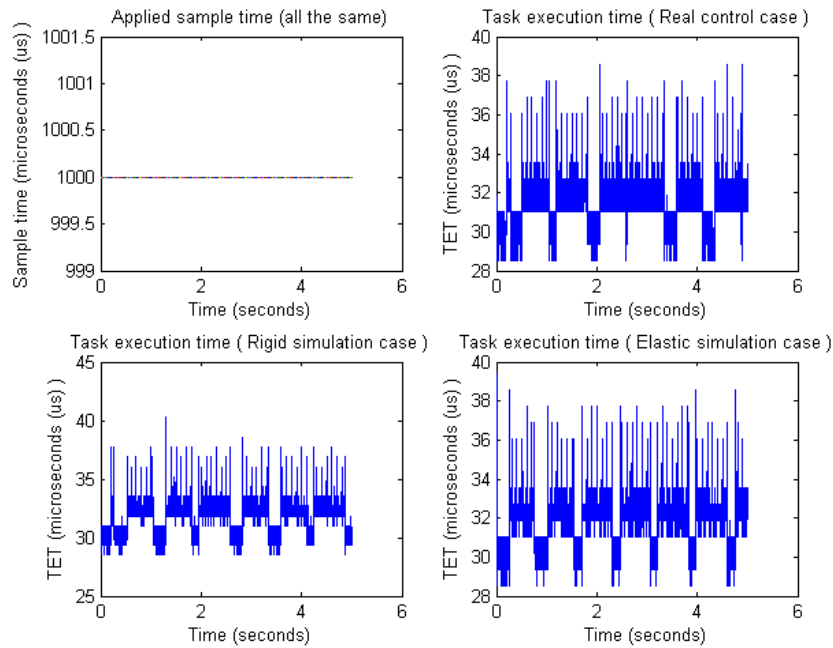 Applied sample time (all the same)
Sample time (microseconds (us) )
1001.5
1001
1000.5
1000
999.5
999
0 2 4 6
Time (seconds)
Task execution time ( Real control case )
TET (microseconds (us) )
40
38
36
34
32
30
28
0 2 4 6
Time (seconds)
Task execution time ( Rigid simulation case )
TET (microseconds (us) )
45
40
35
30
25
0 2 4 6
Time (seconds)
Task execution time ( Elastic simulation case )
TET (microseconds (us) )
40
38
36
34
32
30
28
0 2 4 6
Time (seconds)